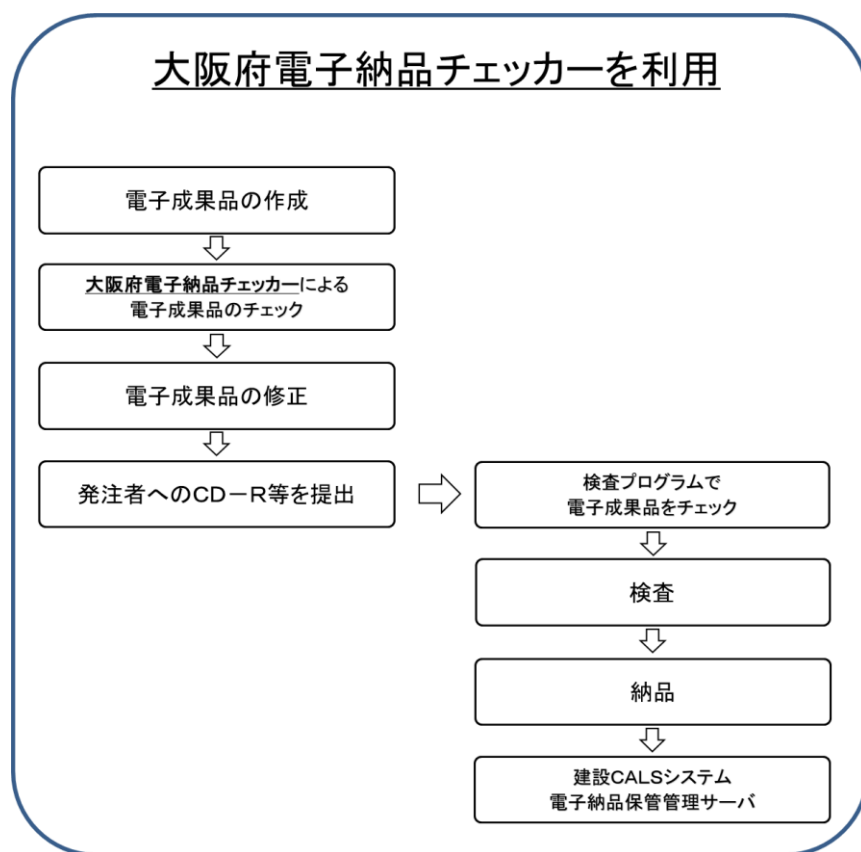 大阪府電子納品チェッカーを利用
電子成果品の作成
大阪府電子納品チェッカーによる
電子成果品のチェック
電子成果品の修正
発注者へのCD－R等を提出
検査プログラムで
電子成果品をチェック
検査
納品
建設CALSシステム
電子納品保管管理サーバ